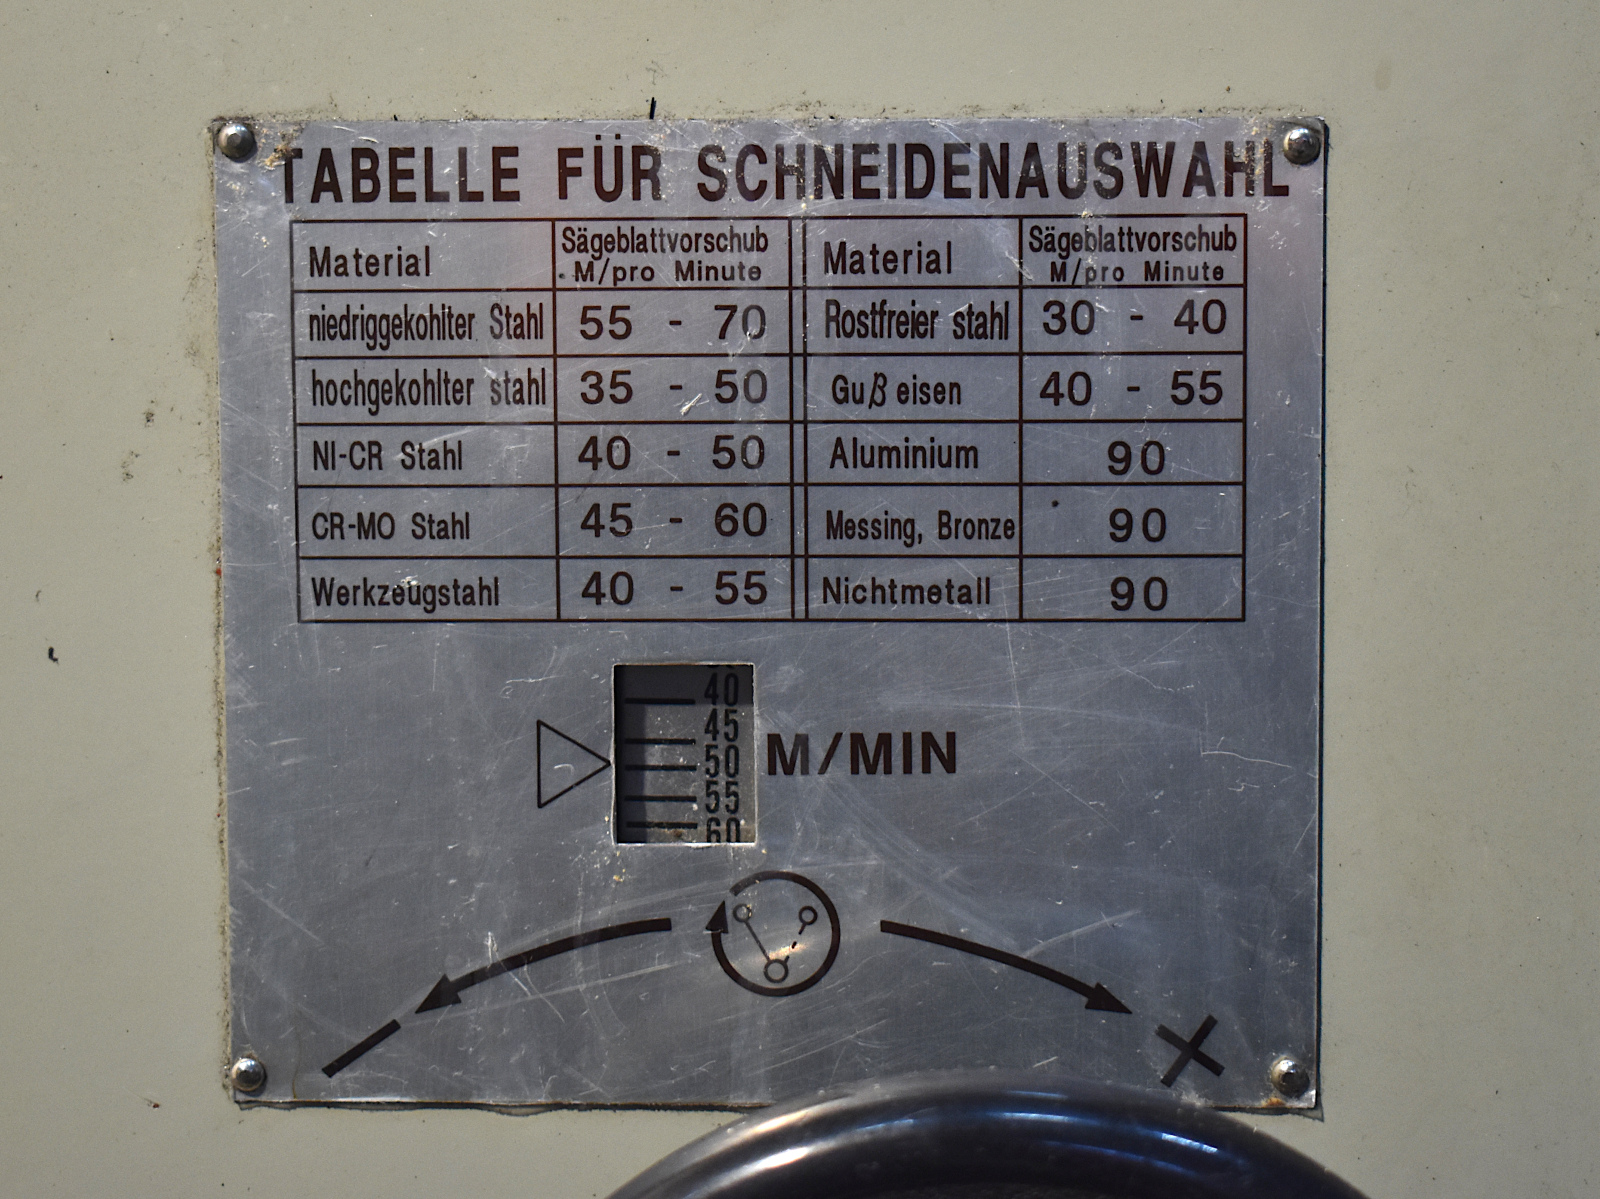 TABELLE FÜR SCHNEIDENAUSWAHL
Material Sägeblattvorschub M/pro Minute Material Sägeblattvorschub M/pro Minute
niedriggekohlter Stahl 55 - 70 Rostfreier stahl 30 - 40
hochgekohlter stahl 35 - 50 Guß eisen 40 - 55
NI-CR Stahl 40 - 50 Aluminium 90
CR-MO Stahl 45 - 60 Messing, Bronze 90
Werkzeugstahl 40 - 55 Nichtmetall 90
40
45
50 M/MIN
55
60
− +